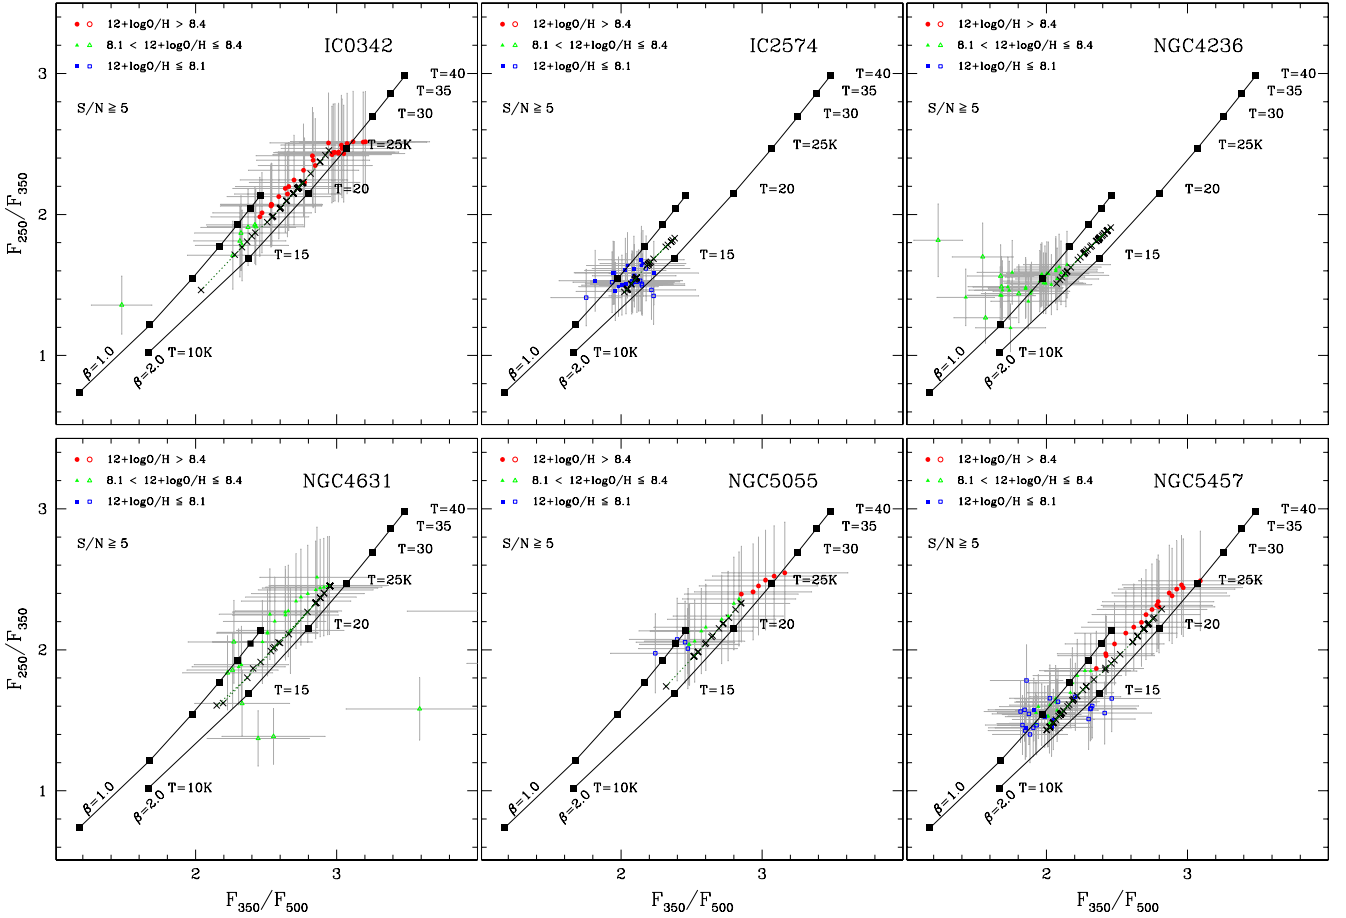 12+logO/H > 8.4
8.1 < 12+logO/H ≦ 8.4
IC0342
12+logO/H ≦ 8.1
S/N ≧ 5
T=40
T=35
T=30
T=25K
T=20
T=15
T=10K
β=1.0
β=2.0
3
2
1
F250/F350
12+logO/H > 8.4
8.1 < 12+logO/H ≦ 8.4
IC2574
12+logO/H ≦ 8.1
S/N ≧ 5
T=40
T=35
T=30
T=25K
T=20
T=15
T=10K
β=1.0
β=2.0
12+logO/H > 8.4
8.1 < 12+logO/H ≦ 8.4
NGC4236
12+logO/H ≦ 8.1
S/N ≧ 5
T=40
T=35
T=30
T=25K
T=20
T=15
T=10K
β=1.0
β=2.0
2 3
2 3
2 3
12+logO/H > 8.4
8.1 < 12+logO/H ≦ 8.4
NGC4631
12+logO/H ≦ 8.1
S/N ≧ 5
T=40
T=35
T=30
T=25K
T=20
T=15
T=10K
β=1.0
β=2.0
3
2
1
F250/F350
12+logO/H > 8.4
8.1 < 12+logO/H ≦ 8.4
NGC5055
12+logO/H ≦ 8.1
S/N ≧ 5
T=40
T=35
T=30
T=25K
T=20
T=15
T=10K
β=1.0
β=2.0
12+logO/H > 8.4
8.1 < 12+logO/H ≦ 8.4
NGC5457
12+logO/H ≦ 8.1
S/N ≧ 5
T=40
T=35
T=30
T=25K
T=20
T=15
T=10K
β=1.0
β=2.0
2 3
2 3
2 3
F350/F500
F350/F500
F350/F500